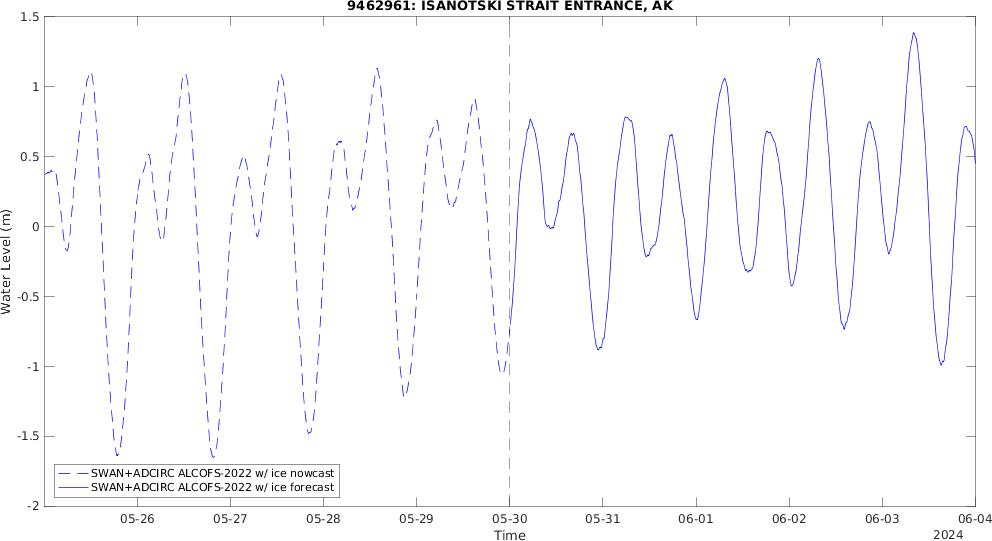 9462961: ISANOTSKI STRAIT ENTRANCE, AK
1.5
1
0.5
0
-0.5
-1
-1.5
-2
Water Level (m)
SWAN+ADCIRC ALCOFS-2022 w/ ice nowcast
SWAN+ADCIRC ALCOFS-2022 w/ ice forecast
05-26 05-27 05-28 05-29 05-30 05-31 06-01 06-02 06-03 06-04
Time
2024